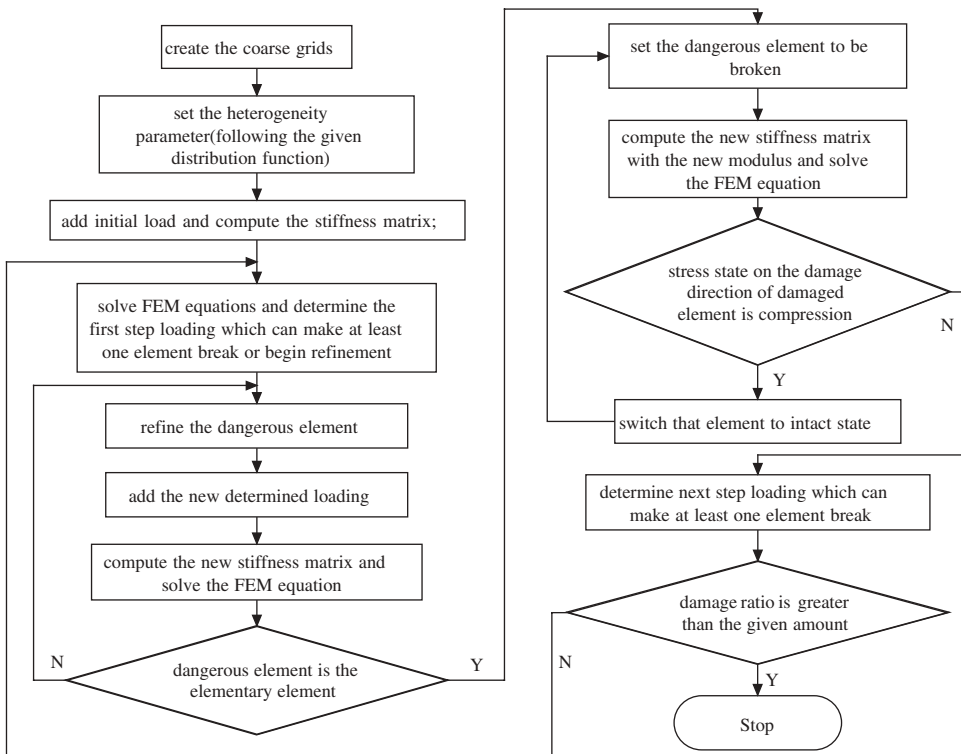 create the coarse grids
set the heterogeneity
parameter(following the given
distribution function)
add initial load and compute the stiffness matrix;
solve FEM equations and determine the
first step loading which can make at least
one element break or begin refinement
refine the dangerous element
add the new determined loading
compute the new stiffness matrix and
solve the FEM equation
N
dangerous element is the
elementary element
Y
set the dangerous element to be
broken
compute the new stiffness matrix
with the new modulus and solve
the FEM equation
stress state on the damage
direction of damaged
element is compression
N
Y
switch that element to intact state
determine next step loading which can
make at least one element break
damage ratio is greater
than the given amount
N
Y
Stop